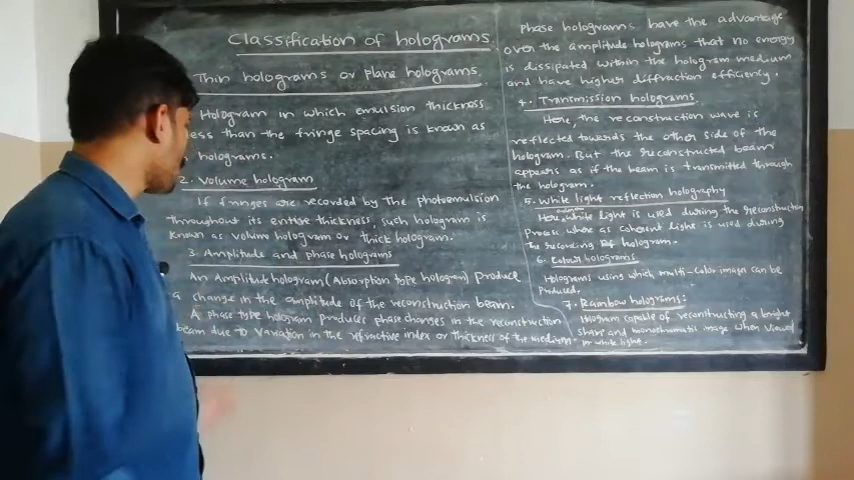 Classification of holograms.
Thin holograms or plane holograms.
Hologram in which emulsion thickness
less than the fringe spacing is known as
holograms.
2. Volume hologram
If fringes are recorded by the photoemulsion
throughout its entire thickness, such hologram is
known as volume hologram or thick hologram.
3. Amplitude and phase holograms
An Amplitude hologram (Absorption type hologram) produce
a change in the amplitude of the reconstruction beam.
A phase type hologram produces phase changes in the reconstruction
beam due to variation in the refractive index or thickness of the medium.
Phase holograms have the advantage
over the amplitude holograms that no energy
is dissipated within the hologram medium
and have higher diffraction efficiency.
4. Transmission holograms
Here, the reconstruction wave is
reflected towards the other side of the
hologram. But the reconstructed beam
appears as if the beam is transmitted through
the hologram.
5. White light reflection holography
Here, white light is used during the reconstructing
Process where as coherent light is used during
the recording of hologram.
6. Colour holograms
Holograms using which multi-color images can be
produced.
7. Rainbow holograms:
Hologram capable of reconstructing a bright
sharp and monochromatic image when viewed
in white light.